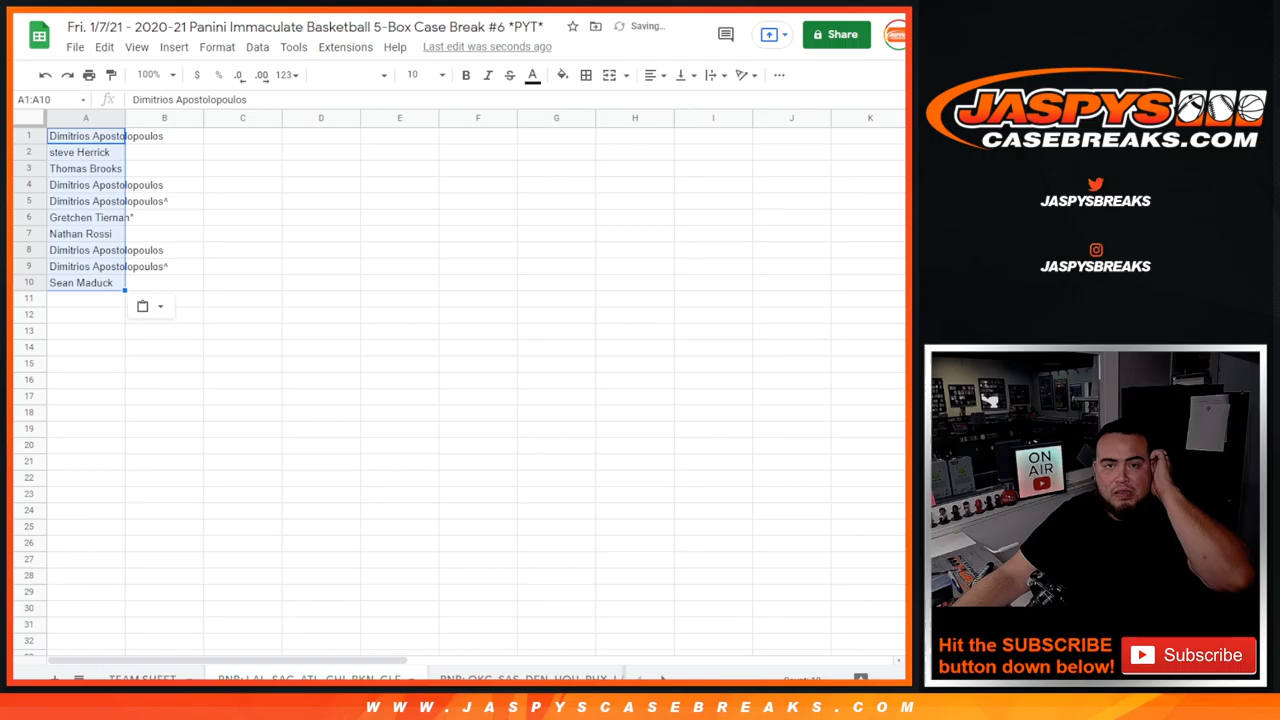 Fri. 1/7/21 - 2020-21 Panini Immaculate Basketball 5-Box Case Break #6 *PYT*
Saving...
Share
File Edit View Insert Format Data Tools Extensions Help Last edit was seconds ago
100% $ % .0 .00 123 10 B I S A
A1:A10 fx Dimitrios Apostolopoulos
A B C D E F G H I J K
1 Dimitrios Apostolopoulos
2 steve Herrick
3 Thomas Brooks
4 Dimitrios Apostolopoulos
5 Dimitrios Apostolopoulos^
6 Gretchen Tiernan*
7 Nathan Rossi
8 Dimitrios Apostolopoulos
9 Dimitrios Apostolopoulos^
10 Sean Maduck
11
12
13
14
15
16
17
18
19
20
21
22
23
24
25
26
27
28
29
30
31
32
TEAM SHEET
JASPYS
CASEBREAKS.COM
JASPYSBREAKS
JASPYSBREAKS
ON
AIR
Hit the SUBSCRIBE
button down below!
Subscribe
WWW.JASPYSCASEBREAKS.COM